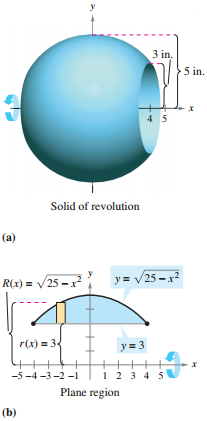 y
3 in.
5 in.
x
4 5
Solid of revolution
(a)
R(x) = √25 – x² y y = √25 – x²
r(x) = 3 y = 3
x
–5 –4 –3 –2 –1 1 2 3 4 5
Plane region
(b)